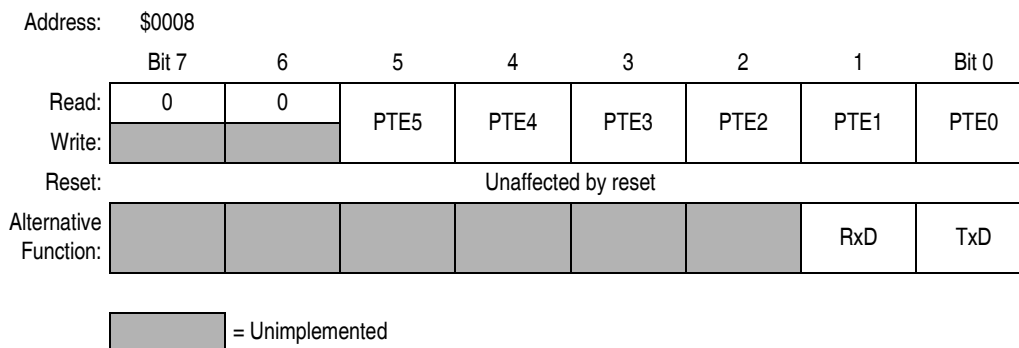 Address: $0008
Bit 7 6 5 4 3 2 1 Bit 0
Read: 0 0 PTE5 PTE4 PTE3 PTE2 PTE1 PTE0
Write:
Reset: Unaffected by reset
Alternative
Function: RxD TxD
= Unimplemented